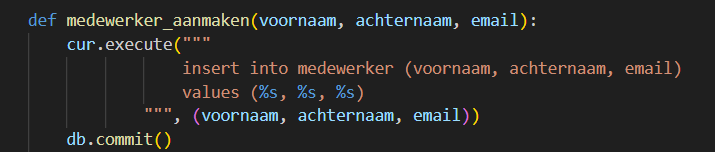 def medewerker_aanmaken(voornaam, achternaam, email):
    cur.execute("""
                insert into medewerker (voornaam, achternaam, email)
                values (%s, %s, %s)
            """, (voornaam, achternaam, email))
    db.commit()